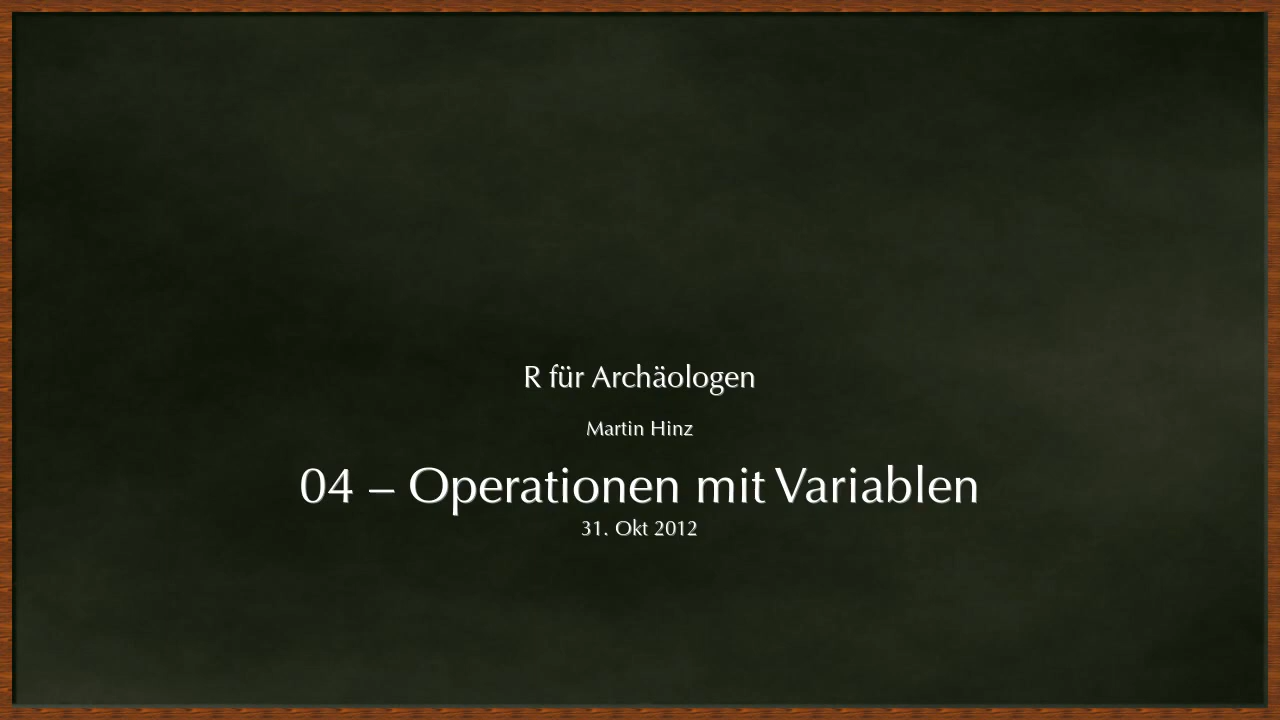 R für Archäologen
Martin Hinz
04 – Operationen mit Variablen
31. Okt 2012